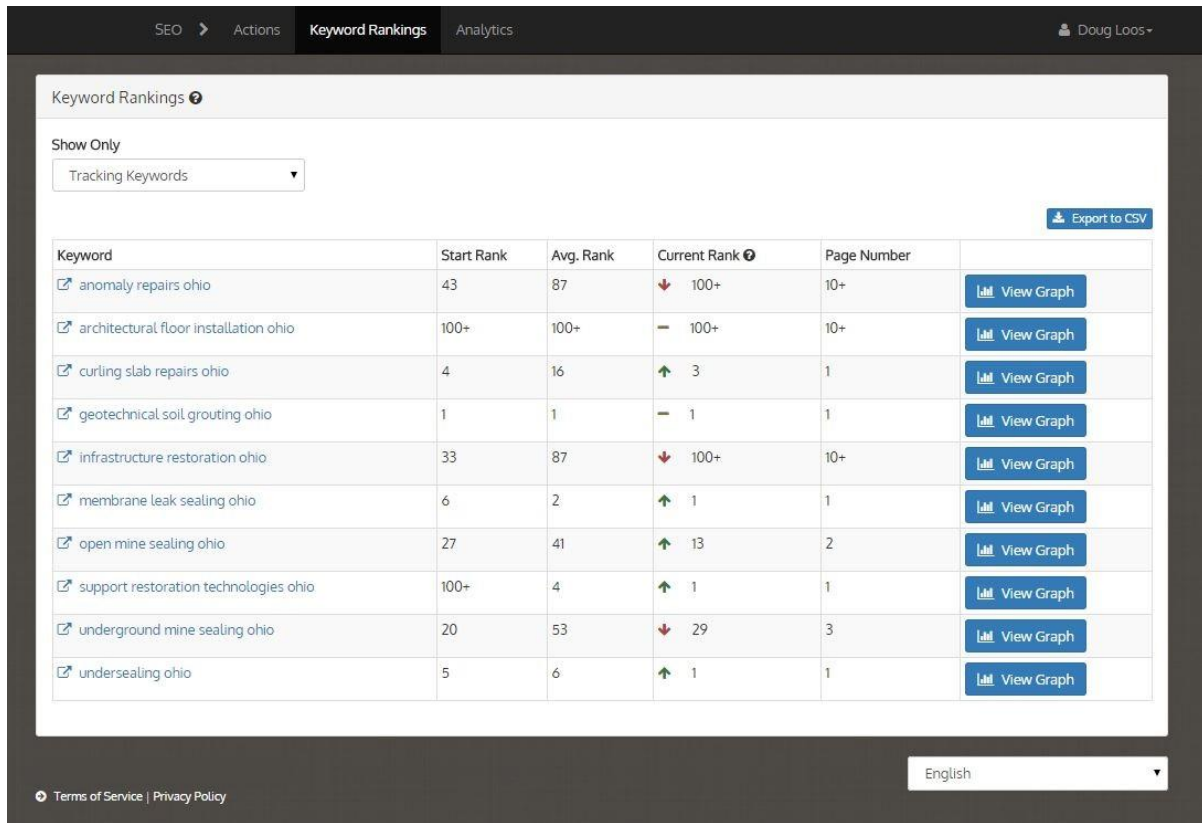 SEO Actions Keyword Rankings Analytics Doug Loos
Keyword Rankings
Show Only
Tracking Keywords
Export to CSV
Keyword Start Rank Avg. Rank Current Rank Page Number
anomaly repairs ohio 43 87 100+ 10+ View Graph
architectural floor installation ohio 100+ 100+ 100+ 10+ View Graph
curling slab repairs ohio 4 16 3 1 View Graph
geotechnical soil grouting ohio 1 1 1 1 View Graph
infrastructure restoration ohio 33 87 100+ 10+ View Graph
membrane leak sealing ohio 6 2 1 1 View Graph
open mine sealing ohio 27 41 13 2 View Graph
support restoration technologies ohio 100+ 4 1 1 View Graph
underground mine sealing ohio 20 53 29 3 View Graph
undersealing ohio 5 6 1 1 View Graph
English
Terms of Service | Privacy Policy